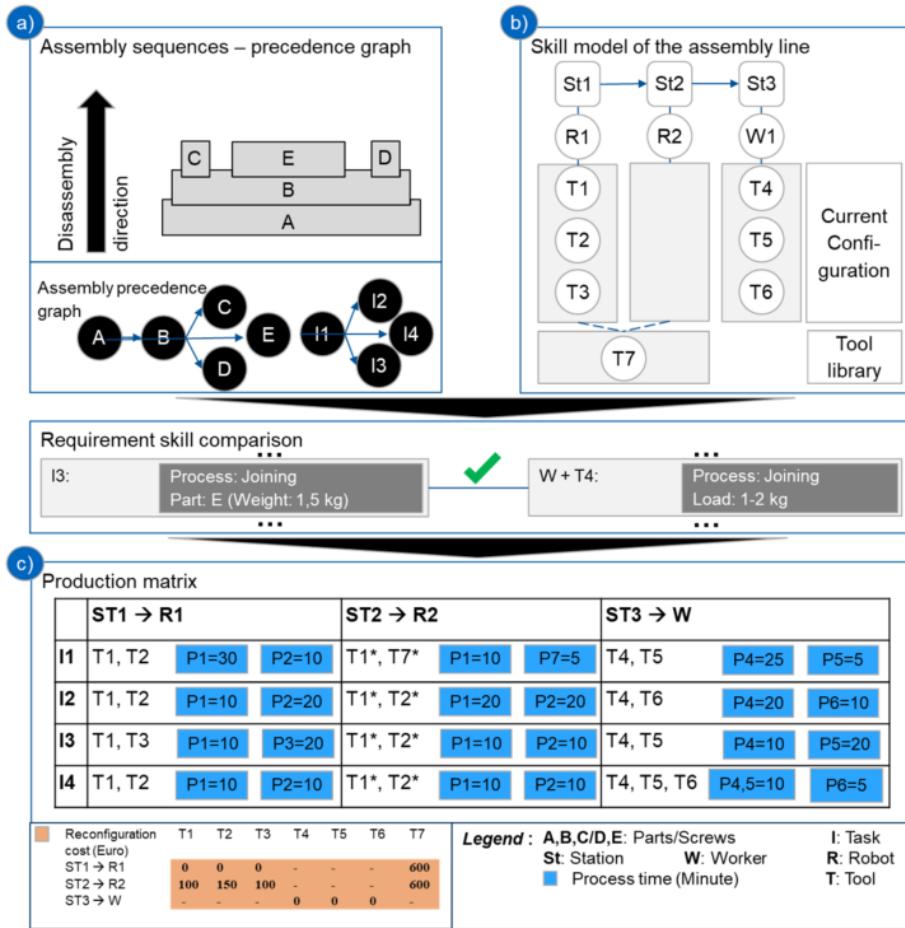 a)
Assembly sequences – precedence graph
Disassembly
direction
C
E
D
B
A
Assembly precedence
graph
A
B
C
D
E
I1
I2
I3
I4
b)
Skill model of the assembly line
St1
St2
St3
R1
R2
W1
T1
T2
T3
T4
T5
T6
Current
Confi-
guration
T7
Tool
library
Requirement skill comparison
...
I3:
Process: Joining
Part: E (Weight: 1,5 kg)
...
...
W + T4:
Process: Joining
Load: 1-2 kg
...
c)
Production matrix
ST1 → R1 ST2 → R2 ST3 → W
I1 T1, T2 P1=30 P2=10 T1*, T7* P1=10 P7=5 T4, T5 P4=25 P5=5
I2 T1, T2 P1=10 P2=20 T1*, T2* P1=20 P2=20 T4, T6 P4=20 P6=10
I3 T1, T3 P1=10 P3=20 T1*, T2* P1=10 P2=10 T4, T5 P4=10 P5=20
I4 T1, T2 P1=10 P2=10 T1*, T2* P1=10 P2=10 T4, T5, T6 P4,5=10 P6=5
Reconfiguration T1 T2 T3 T4 T5 T6 T7
cost (Euro)
ST1 → R1 0 0 0 - - - 600
ST2 → R2 100 150 100 - - - 600
ST3 → W - - - 0 0 0 -
Legend : A,B,C/D,E: Parts/Screws I: Task
St: Station W: Worker R: Robot
Process time (Minute) T: Tool